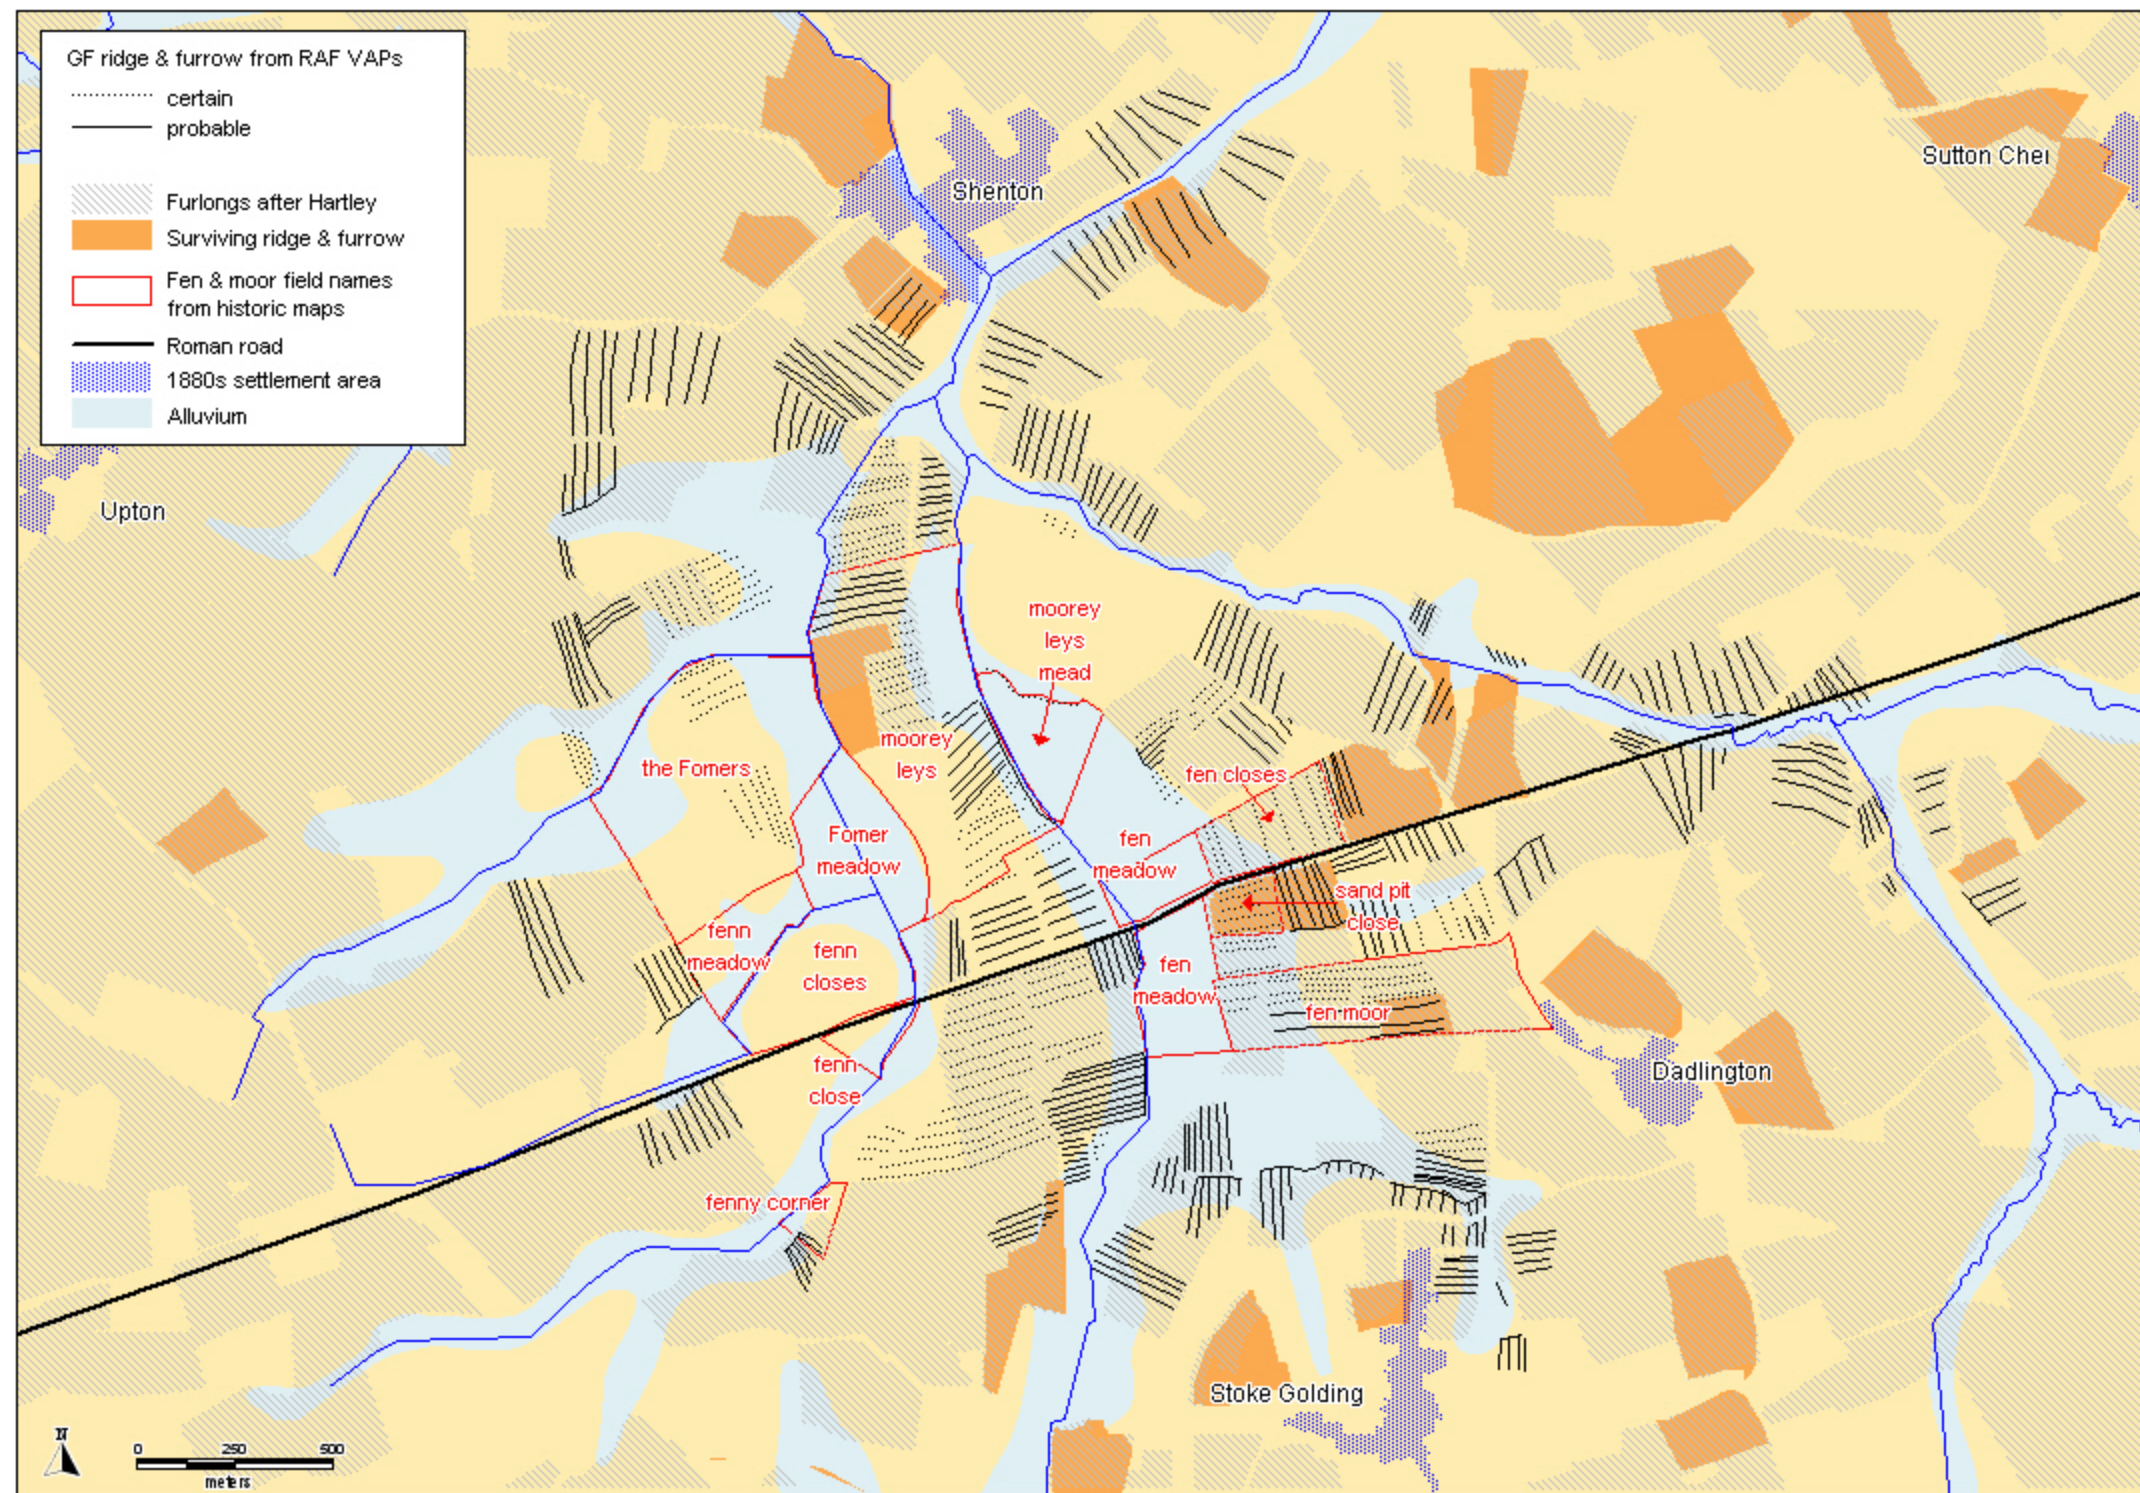 GF ridge & furrow from RAF VAPs
certain
probable
Furlongs after Hartley
Surviving ridge & furrow
Fen & moor field names
from historic maps
Roman road
1880s settlement area
Alluvium
Shenton
Sutton Chei
Upton
moorey
leys
mead
moorey
leys
the Fomers
fen closes
Fomer
meadow
fen
meadow
sand pit
close
fenn
meadow
fenn
closes
fen
meadow
fen moor
fenn
close
Dadlington
fenny corner
Stoke Golding
N
0 250 500
meters